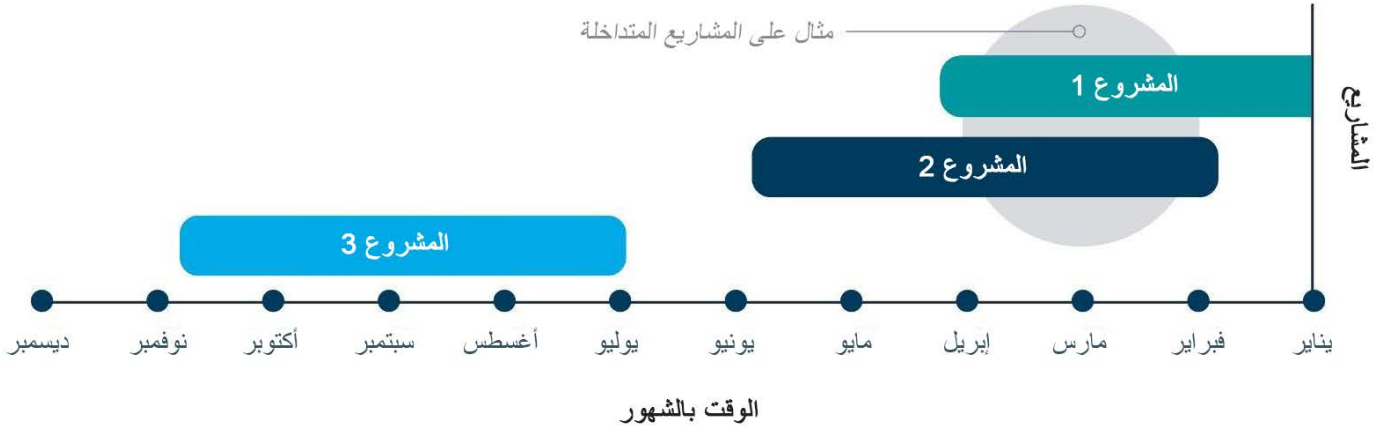 مثال على المشاريع المتداخلة
المشاريع
المشروع 1
المشروع 2
المشروع 3
يناير
فبراير
مارس
إبريل
مايو
يونيو
يوليو
أغسطس
سبتمبر
أكتوبر
نوفمبر
ديسمبر
الوقت بالشهور